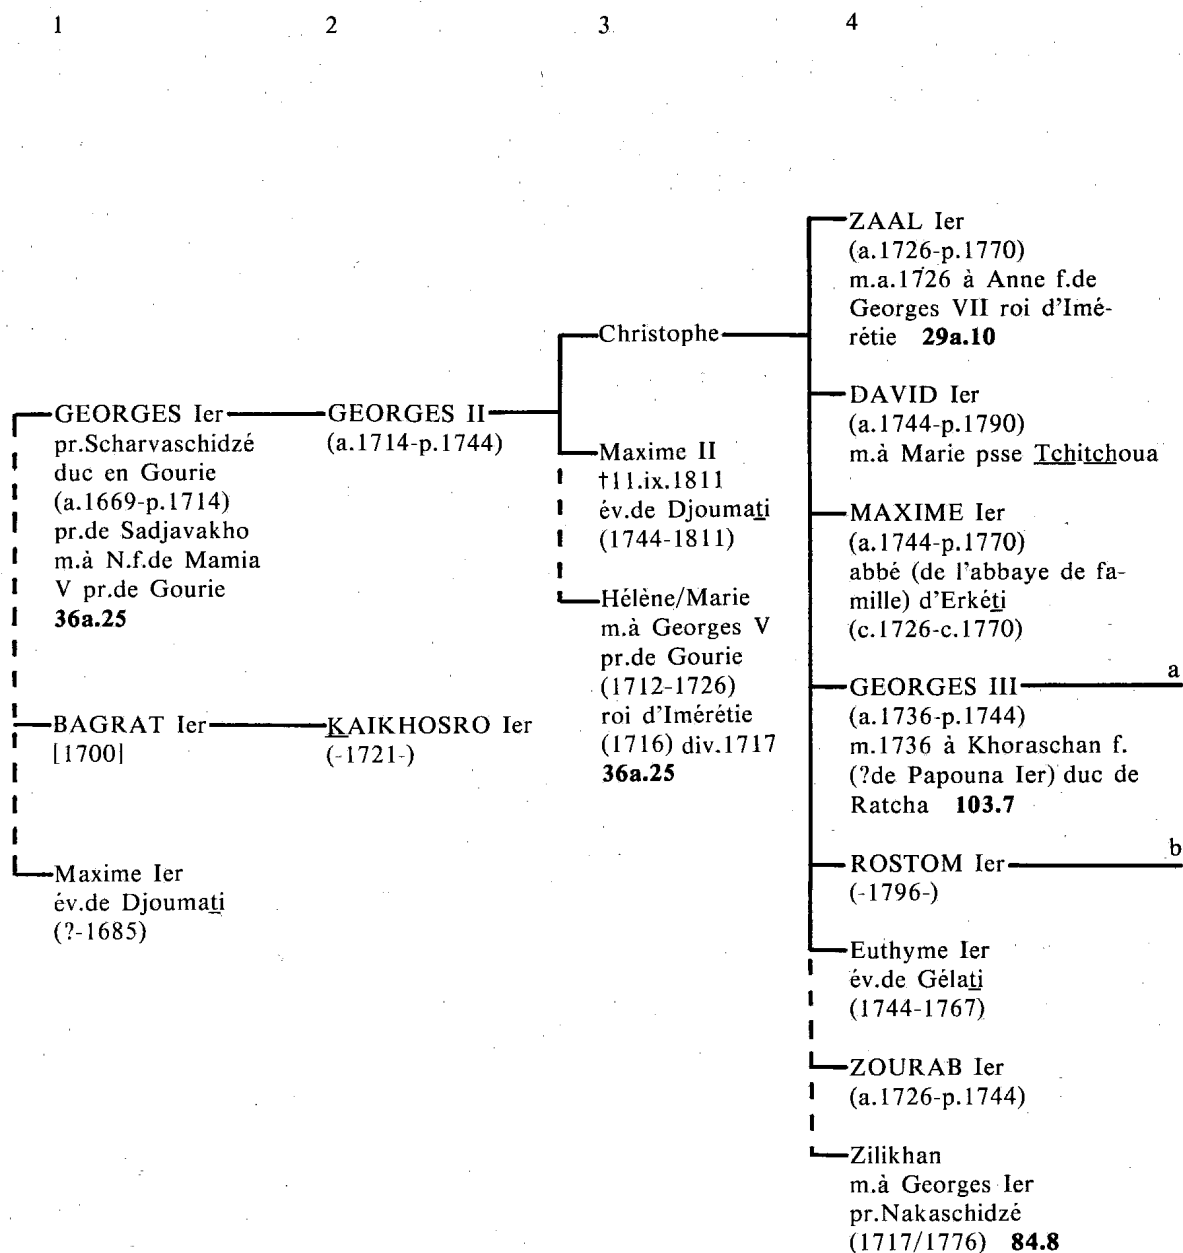 1
2
3
4
GEORGES Ier
pr.Scharvaschidzé
duc en Gourie
(a.1669-p.1714)
pr.de Sadjavakho
m.à N.f.de Mamia
V pr.de Gourie
36a.25
BAGRAT Ier
[1700]
Maxime Ier
év.de Djoumati
(?-1685)
GEORGES II
(a.1714-p.1744)
KAIKHOSRO Ier
(-1721-)
Christophe
Maxime II
†11.ix.1811
év.de Djoumati
(1744-1811)
Hélène/Marie
m.à Georges V
pr.de Gourie
(1712-1726)
roi d'Imérétie
(1716) div.1717
36a.25
ZAAL Ier
(a.1726-p.1770)
m.a.1726 à Anne f.de
Georges VII roi d'Imé-
rétie 29a.10
DAVID Ier
(a.1744-p.1790)
m.à Marie psse Tchitchoua
MAXIME Ier
(a.1744-p.1770)
abbé (de l'abbaye de fa-
mille) d'Erkéti
(c.1726-c.1770)
GEORGES III
a
(a.1736-p.1744)
m.1736 à Khoraschan f.
(?de Papouna Ier) duc de
Ratcha 103.7
ROSTOM Ier
b
(-1796-)
Euthyme Ier
év.de Gélati
(1744-1767)
ZOURAB Ier
(a.1726-p.1744)
Zilikhan
m.à Georges Ier
pr.Nakaschidzé
(1717/1776) 84.8